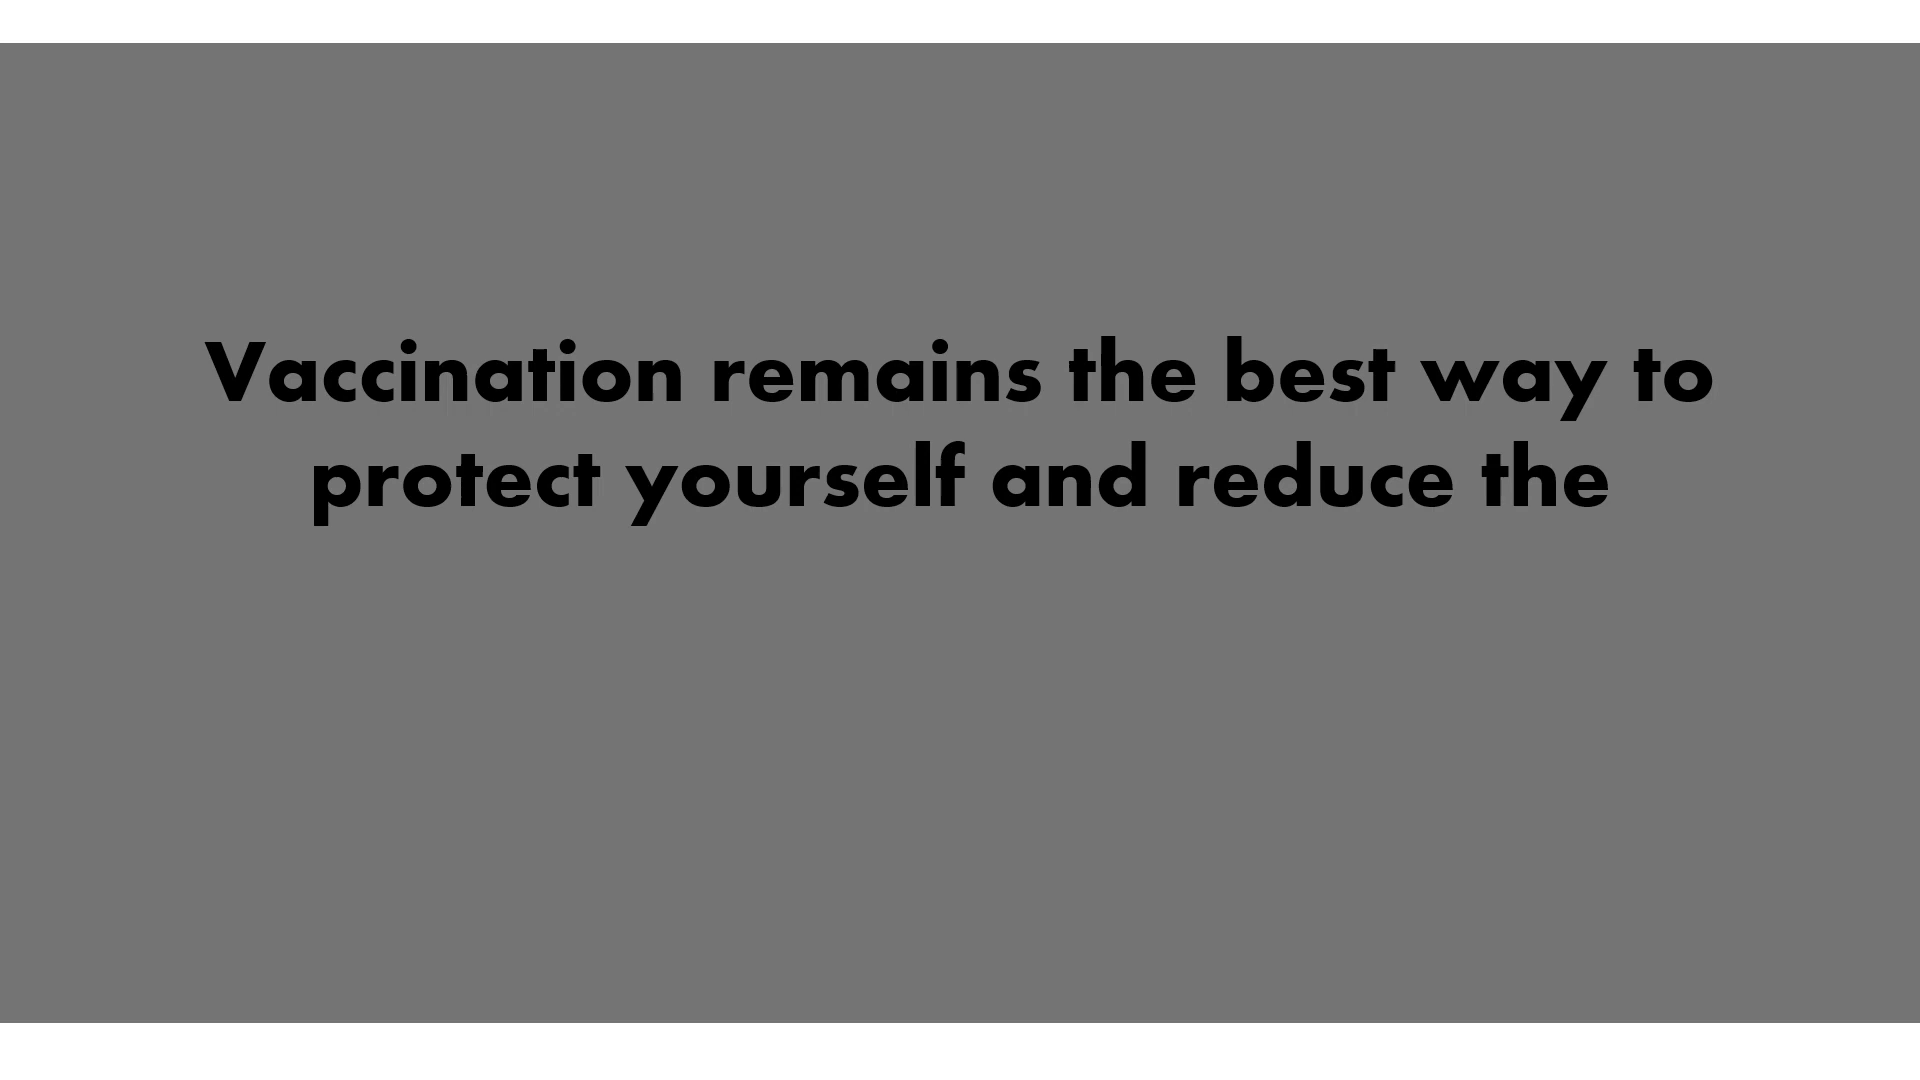 Vaccination remains the best way to
protect yourself and reduce the